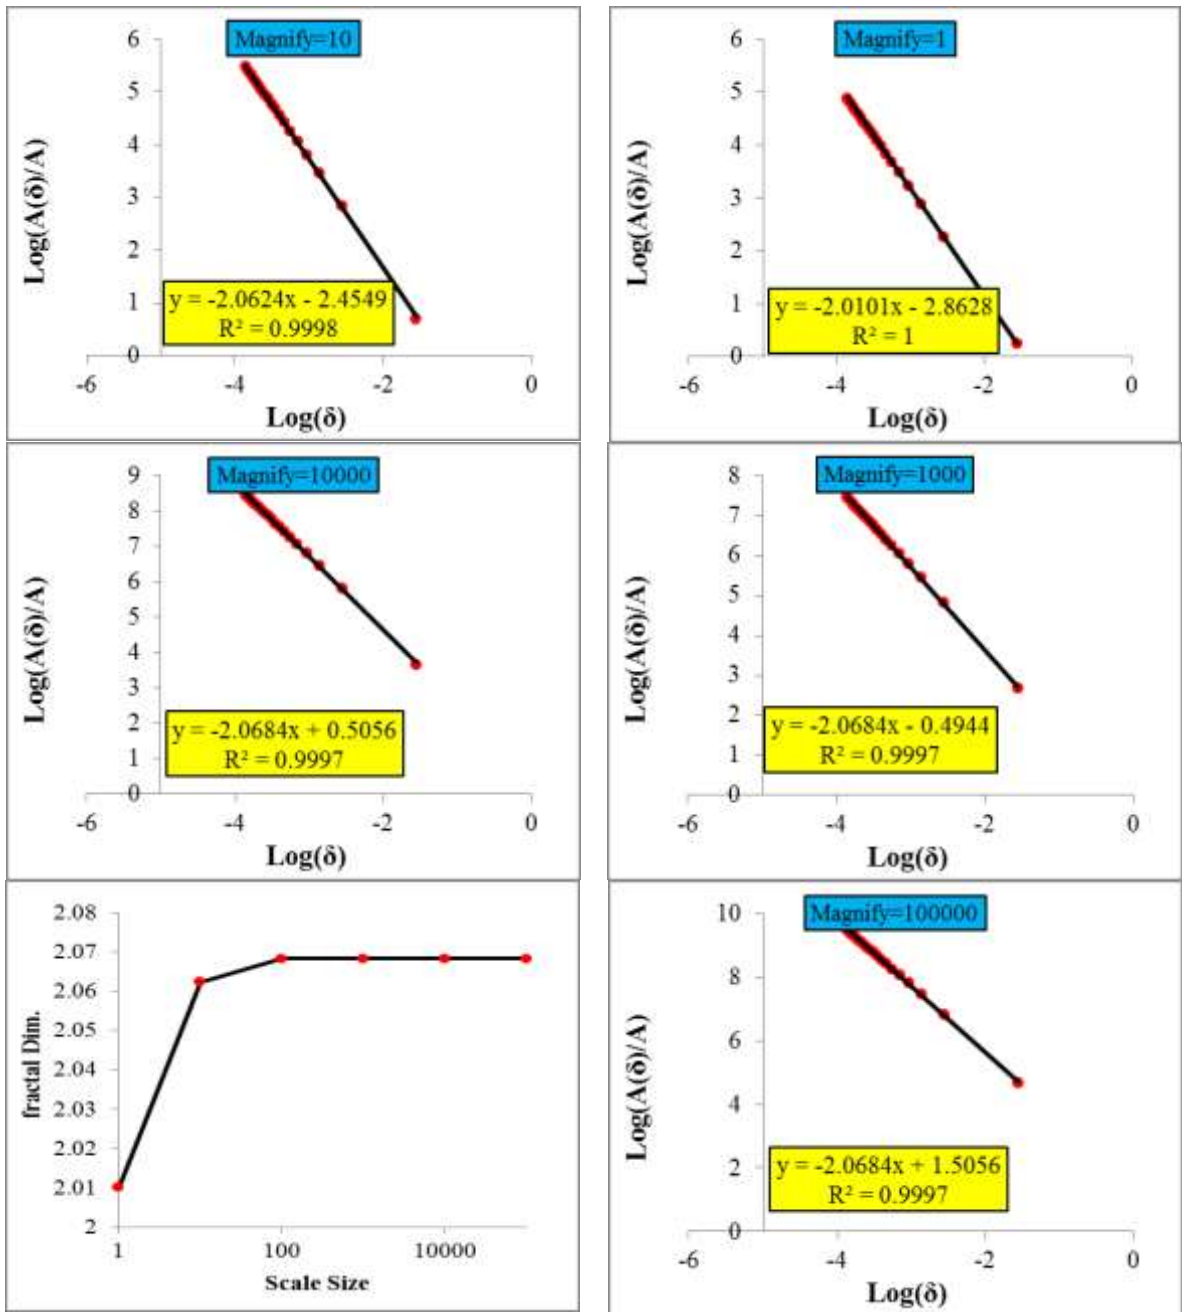 Magnify=10
6
5
4
3
2
1
0
Log(A(δ)/A)
y = -2.0624x - 2.4549
R² = 0.9998
-6
-4
-2
0
Log(δ)
Magnify=1
6
5
4
3
2
1
0
Log(A(δ)/A)
y = -2.0101x - 2.8628
R² = 1
-6
-4
-2
0
Log(δ)
Magnify=10000
9
8
7
6
5
4
3
2
1
0
Log(A(δ)/A)
y = -2.0684x + 0.5056
R² = 0.9997
-6
-4
-2
0
Log(δ)
Magnify=1000
8
7
6
5
4
3
2
1
0
Log(A(δ)/A)
y = -2.0684x - 0.4944
R² = 0.9997
-6
-4
-2
0
Log(δ)
2.08
2.07
2.06
2.05
2.04
2.03
2.02
2.01
2
fractal Dim.
1
100
10000
Scale Size
Magnify=100000
10
8
6
4
2
0
Log(A(δ)/A)
y = -2.0684x + 1.5056
R² = 0.9997
-6
-4
-2
0
Log(δ)